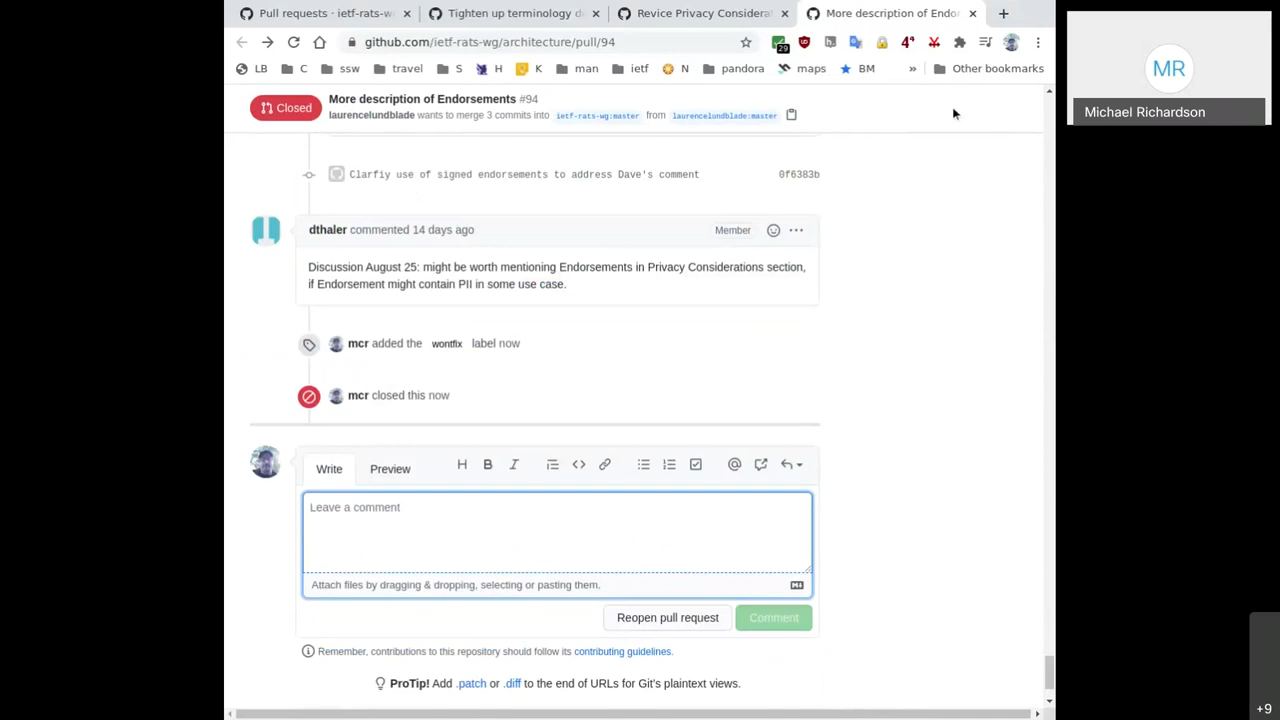 Pull requests · ietf-rats-w
Tighten up terminology d
Revice Privacy Considera
More description of Endor
github.com/ietf-rats-wg/architecture/pull/94
29
LB
C
ssw
travel
S
H
K
man
ietf
N
pandora
maps
BM
»
Other bookmarks
Closed
More description of Endorsements #94
laurencelundblade wants to merge 3 commits into ietf-rats-wg:master from laurencelundblade:master
Clarfiy use of signed endorsements to address Dave's comment 0f6383b
dthaler commented 14 days ago Member
Discussion August 25: might be worth mentioning Endorsements in Privacy Considerations section,
if Endorsement might contain PII in some use case.
mcr added the wontfix label now
mcr closed this now
Write
Preview
Leave a comment
Attach files by dragging & dropping, selecting or pasting them.
Reopen pull request
Comment
Remember, contributions to this repository should follow its contributing guidelines.
ProTip! Add .patch or .diff to the end of URLs for Git's plaintext views.
MR
Michael Richardson
+9